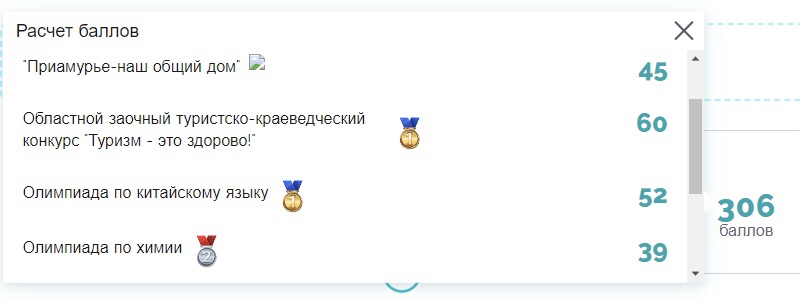 Расчет баллов
"Приамурье-наш общий дом" 45
Областной заочный туристско-краеведческий
конкурс "Туризм - это здорово!" 60
Олимпиада по китайскому языку 52
306
баллов
Олимпиада по химии 39